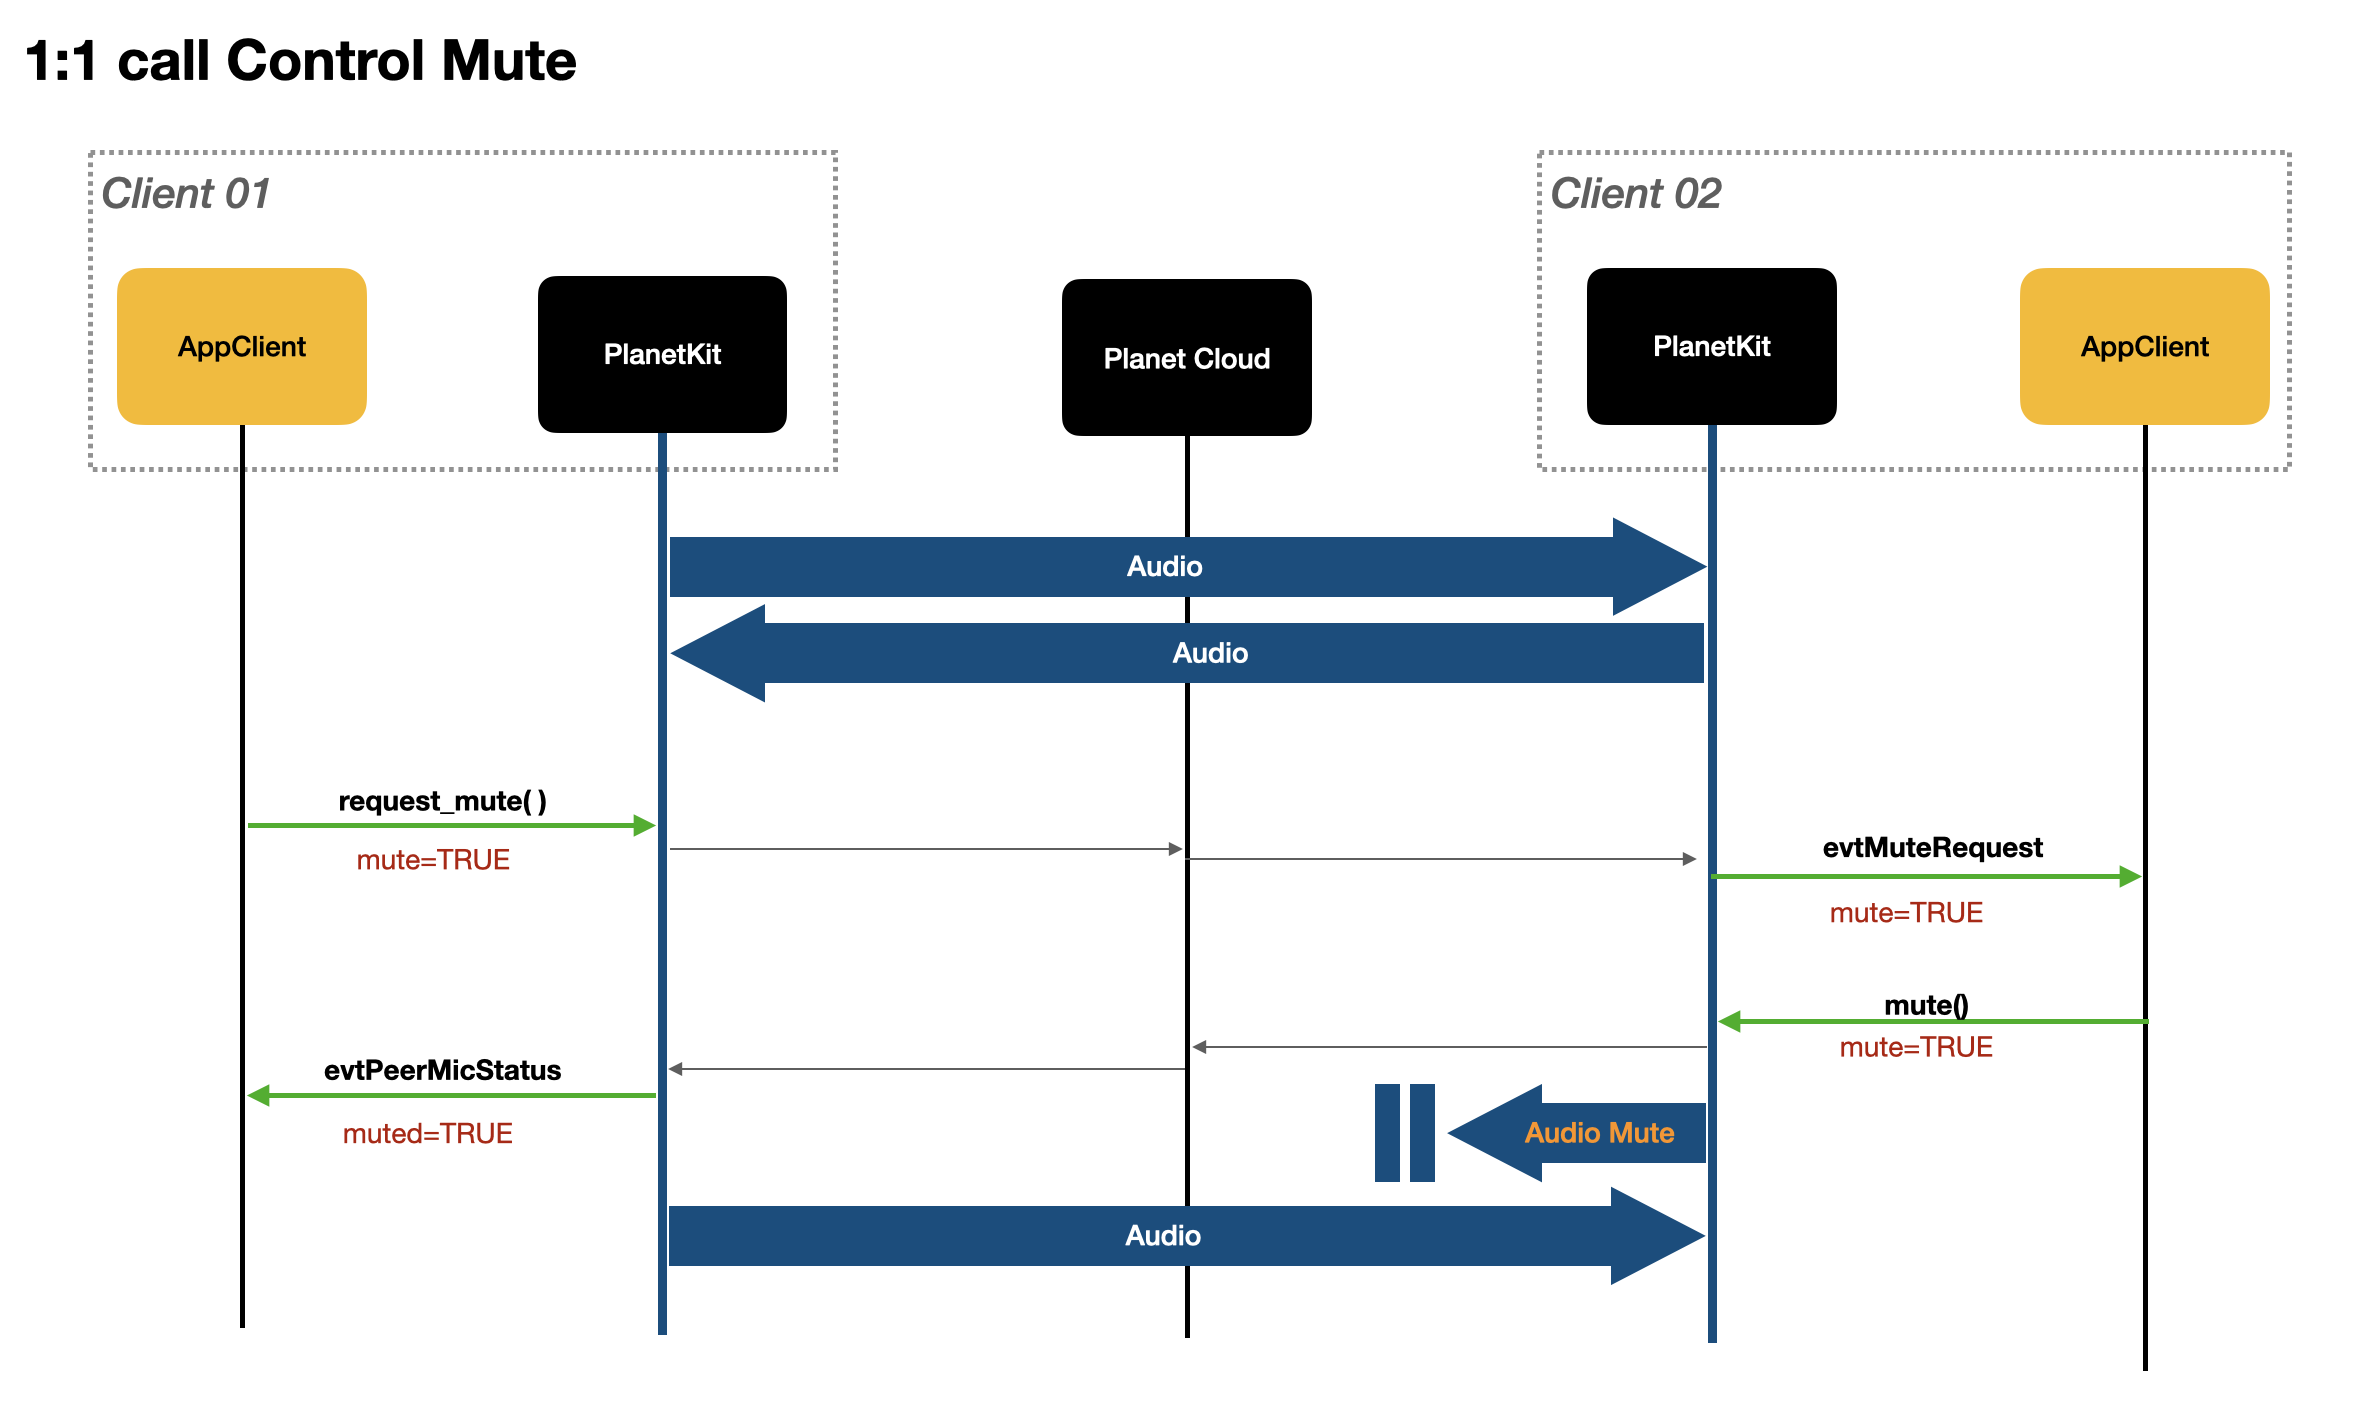 1:1 call Control Mute
Client 01
Client 02
AppClient
PlanetKit
Planet Cloud
PlanetKit
AppClient
Audio
Audio
request_mute( )
mute=TRUE
evtMuteRequest
mute=TRUE
mute()
mute=TRUE
evtPeerMicStatus
muted=TRUE
Audio Mute
Audio